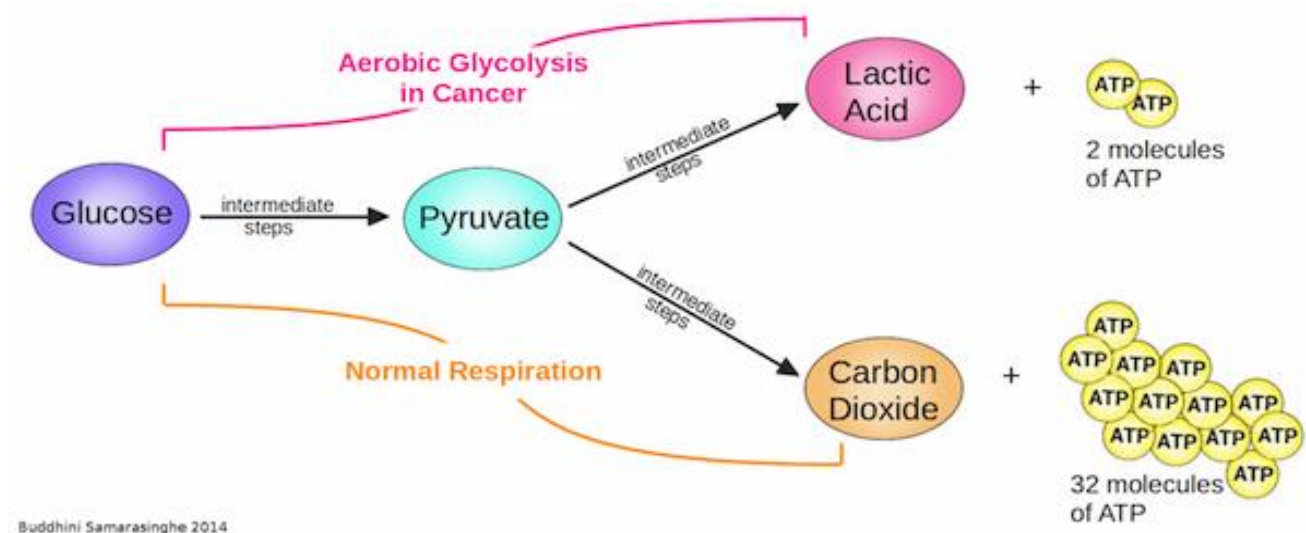 Aerobic Glycolysis
in Cancer
Lactic
Acid
+
ATP
ATP
2 molecules
of ATP
intermediate
steps
Glucose
intermediate
steps
Pyruvate
intermediate
steps
Normal Respiration
Carbon
Dioxide
+
ATP
ATP
ATP
ATP
ATP
ATP
ATP
ATP
ATP
ATP
ATP
ATP
ATP
32 molecules
of ATP
Buddhini Samarasinghe 2014